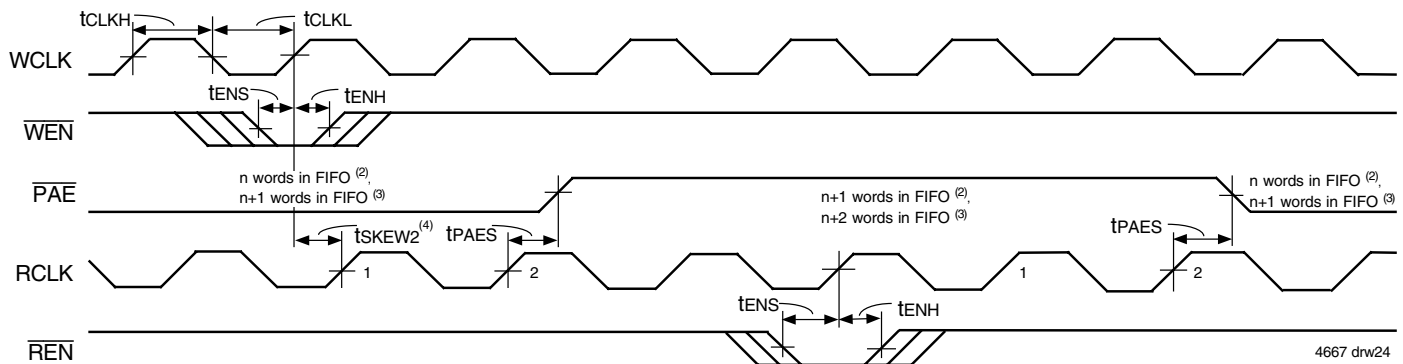 tCLKH
tCLKL
WCLK
tENS
tENH
WEN
n words in FIFO (2),
n+1 words in FIFO (3)
PAE
n+1 words in FIFO (2),
n+2 words in FIFO (3)
n words in FIFO (2),
n+1 words in FIFO (3)
tSKEW2(4)
tPAES
tPAES
RCLK
1
2
1
2
tENS
tENH
REN
4667 drw24